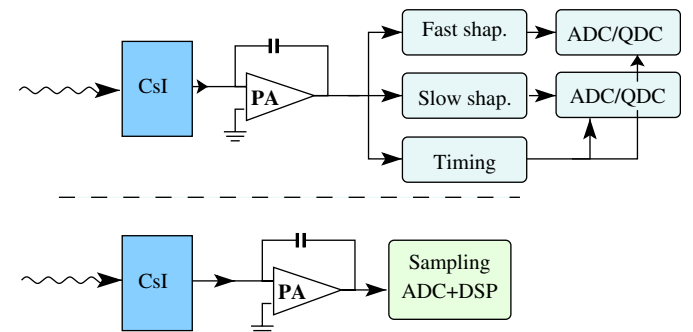 Fast shap.
ADC/QDC
CsI
PA
Slow shap.
ADC/QDC
Timing
CsI
PA
Sampling
ADC+DSP